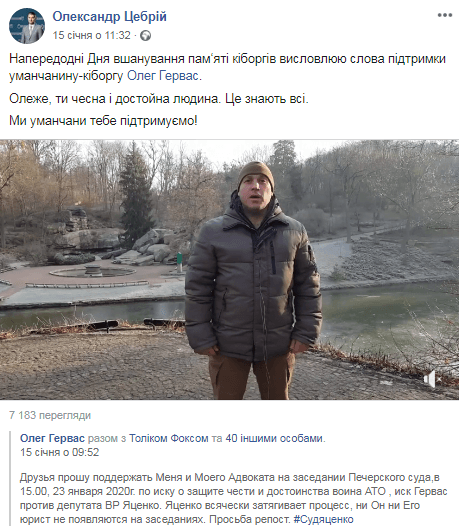 Олександр Цебрій
15 січня о 11:32 ·
Напередодні Дня вшанування пам'яті кіборгів висловлюю слова підтримки
уманчанину-кіборгу Олег Гервас.
Олеже, ти чесна і достойна людина. Це знають всі.
Ми уманчани тебе підтримуємо!
7 183 перегляди
Олег Гервас разом з Толіком Фоксом та 40 іншими особами.
15 січня о 09:52
Друзья прошу поддержать Меня и Моего Адвоката на заседании Печерского суда,в
15.00, 23 января 2020г. по иску о защите чести и достоинства воина АТО , иск Гервас
против депутата ВР Яценко. Яценко всячески затягивает процесс, ни Он ни Его
юрист не появляются на заседаниях. Просьба репост. #Судяценко